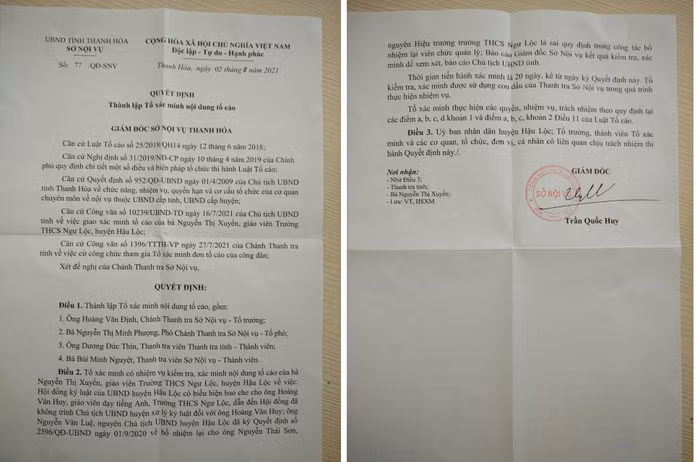 UBND TỈNH THANH HÓA
SỞ NỘI VỤ
Số: 77 /QĐ-SNV
CỘNG HÒA XÃ HỘI CHỦ NGHĨA VIỆT NAM
Độc lập - Tự do - Hạnh phúc
Thanh Hóa, ngày 02 tháng 8 năm 2021
QUYẾT ĐỊNH
Thành lập Tổ xác minh nội dung tố cáo
GIÁM ĐỐC SỞ NỘI VỤ THANH HÓA
Căn cứ Luật Tố cáo số 25/2018/QH14 ngày 12 tháng 6 năm 2018;
Căn cứ Nghị định số 31/2019/NĐ-CP ngày 10 tháng 4 năm 2019 của Chính
phủ quy định chi tiết một số điều và biện pháp tổ chức thi hành Luật Tố cáo;
Căn cứ Quyết định số 952/QĐ-UBND ngày 01/4/2009 của Chủ tịch UBND
tỉnh Thanh Hóa về chức năng, nhiệm vụ, quyền hạn và cơ cấu tổ chức của cơ quan
chuyên môn về nội vụ thuộc UBND cấp tỉnh, UBND cấp huyện;
Căn cứ Công văn số 10239/UBND-TD ngày 16/7/2021 của Chủ tịch UBND
tỉnh về việc giao xác minh tố cáo của bà Nguyễn Thị Xuyến, giáo viên Trường
THCS Ngư Lộc, huyện Hậu Lộc;
Căn cứ Công văn số 1396/TTTH-VP ngày 27/7/2021 của Chánh Thanh tra
tỉnh về việc cử công chức tham gia Tổ xác minh đơn tố cáo của công dân;
Xét đề nghị của Chánh Thanh tra Sở Nội vụ,
QUYẾT ĐỊNH:
Điều 1. Thành lập Tổ xác minh nội dung tố cáo, gồm:
1. Ông Hoàng Văn Định, Chánh Thanh tra Sở Nội vụ - Tổ trưởng;
2. Bà Nguyễn Thị Minh Phượng, Phó Chánh Thanh tra Sở Nội vụ - Tổ phó;
3. Ông Dương Đức Thìn, Thanh tra viên Thanh tra tỉnh - Thành viên;
4. Bà Bùi Minh Nguyệt, Thanh tra viên Sở Nội vụ - Thành viên.
Điều 2. Tổ xác minh có nhiệm vụ kiểm tra, xác minh nội dung tố cáo của bà
Nguyễn Thị Xuyến, giáo viên Trường THCS Ngư Lộc, huyện Hậu Lộc về việc:
Hội đồng kỷ luật của UBND huyện Hậu Lộc có biểu hiện bao che cho ông Hoàng
Văn Huy, giáo viên dạy tiếng Anh, Trường THCS Ngư Lộc, dẫn đến Hội đồng đã
không trình Chủ tịch UBND huyện xử lý kỷ luật đối với ông Hoàng Văn Huy; ông
Nguyễn Văn Luệ, nguyên Chủ tịch UBND huyện Hậu Lộc đã ký Quyết định số
2596/QĐ-UBND ngày 01/9/2020 về bổ nhiệm lại cho ông Nguyễn Thái Sơn,
nguyên Hiệu trưởng trường THCS Ngư Lộc là sai quy định trong công tác bổ
nhiệm lại viên chức quản lý; Báo cáo Giám đốc Sở Nội vụ kết quả kiểm tra, xác
minh để xem xét, báo cáo Chủ tịch UBND tỉnh.
Thời gian tiến hành xác minh là 20 ngày, kể từ ngày ký Quyết định này. Tổ
kiểm tra, xác minh được sử dụng con dấu của Thanh tra Sở Nội vụ trong quá trình
thực hiện nhiệm vụ.
Tổ xác minh thực hiện các quyền, nhiệm vụ, trách nhiệm theo quy định tại
các điểm a, b, c, d khoản 1 và điểm a, b, c, khoản 2 Điều 11 của Luật Tố cáo.
Điều 3. Uỷ ban nhân dân huyện Hậu Lộc; Tổ trưởng, thành viên Tổ xác
minh và các cơ quan, tổ chức, đơn vị, cá nhân có liên quan chịu trách nhiệm thi
hành Quyết định này./.
Nơi nhận:
- Như Điều 3;
- Thanh tra tỉnh;
- Bà Nguyễn Thị Xuyến;
- Lưu: VT, HSXM.
GIÁM ĐỐC
SỞ NỘI VỤ
Trần Quốc Huy